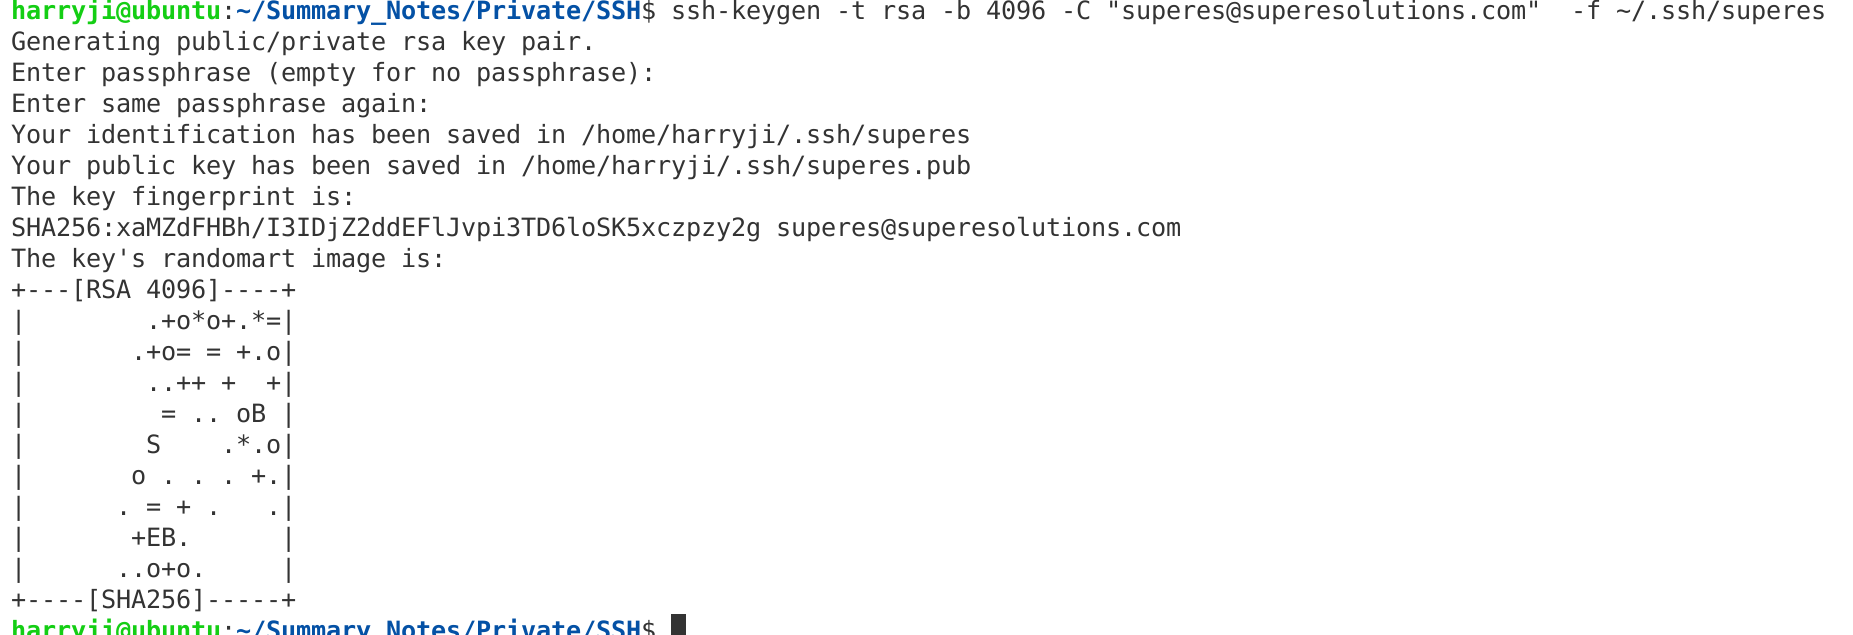 harryji@ubuntu:~/Summary_Notes/Private/SSH$ ssh-keygen -t rsa -b 4096 -C "superes@superesolutions.com"  -f ~/.ssh/superes
Generating public/private rsa key pair.
Enter passphrase (empty for no passphrase):
Enter same passphrase again:
Your identification has been saved in /home/harryji/.ssh/superes
Your public key has been saved in /home/harryji/.ssh/superes.pub
The key fingerprint is:
SHA256:xaMZdFHBh/I3IDjZ2ddEFlJvpi3TD6loSK5xczpzy2g superes@superesolutions.com
The key's randomart image is:
+---[RSA 4096]----+
|        .+o*o+.*=|
|       .+o= = +.o|
|        ..++ +  +|
|         = .. oB |
|        S    .*.o|
|       o . . . +.|
|      . = + .   .|
|       +EB.      |
|      ..o+o.     |
+----[SHA256]-----+
harryji@ubuntu:~/Summary_Notes/Private/SSH$